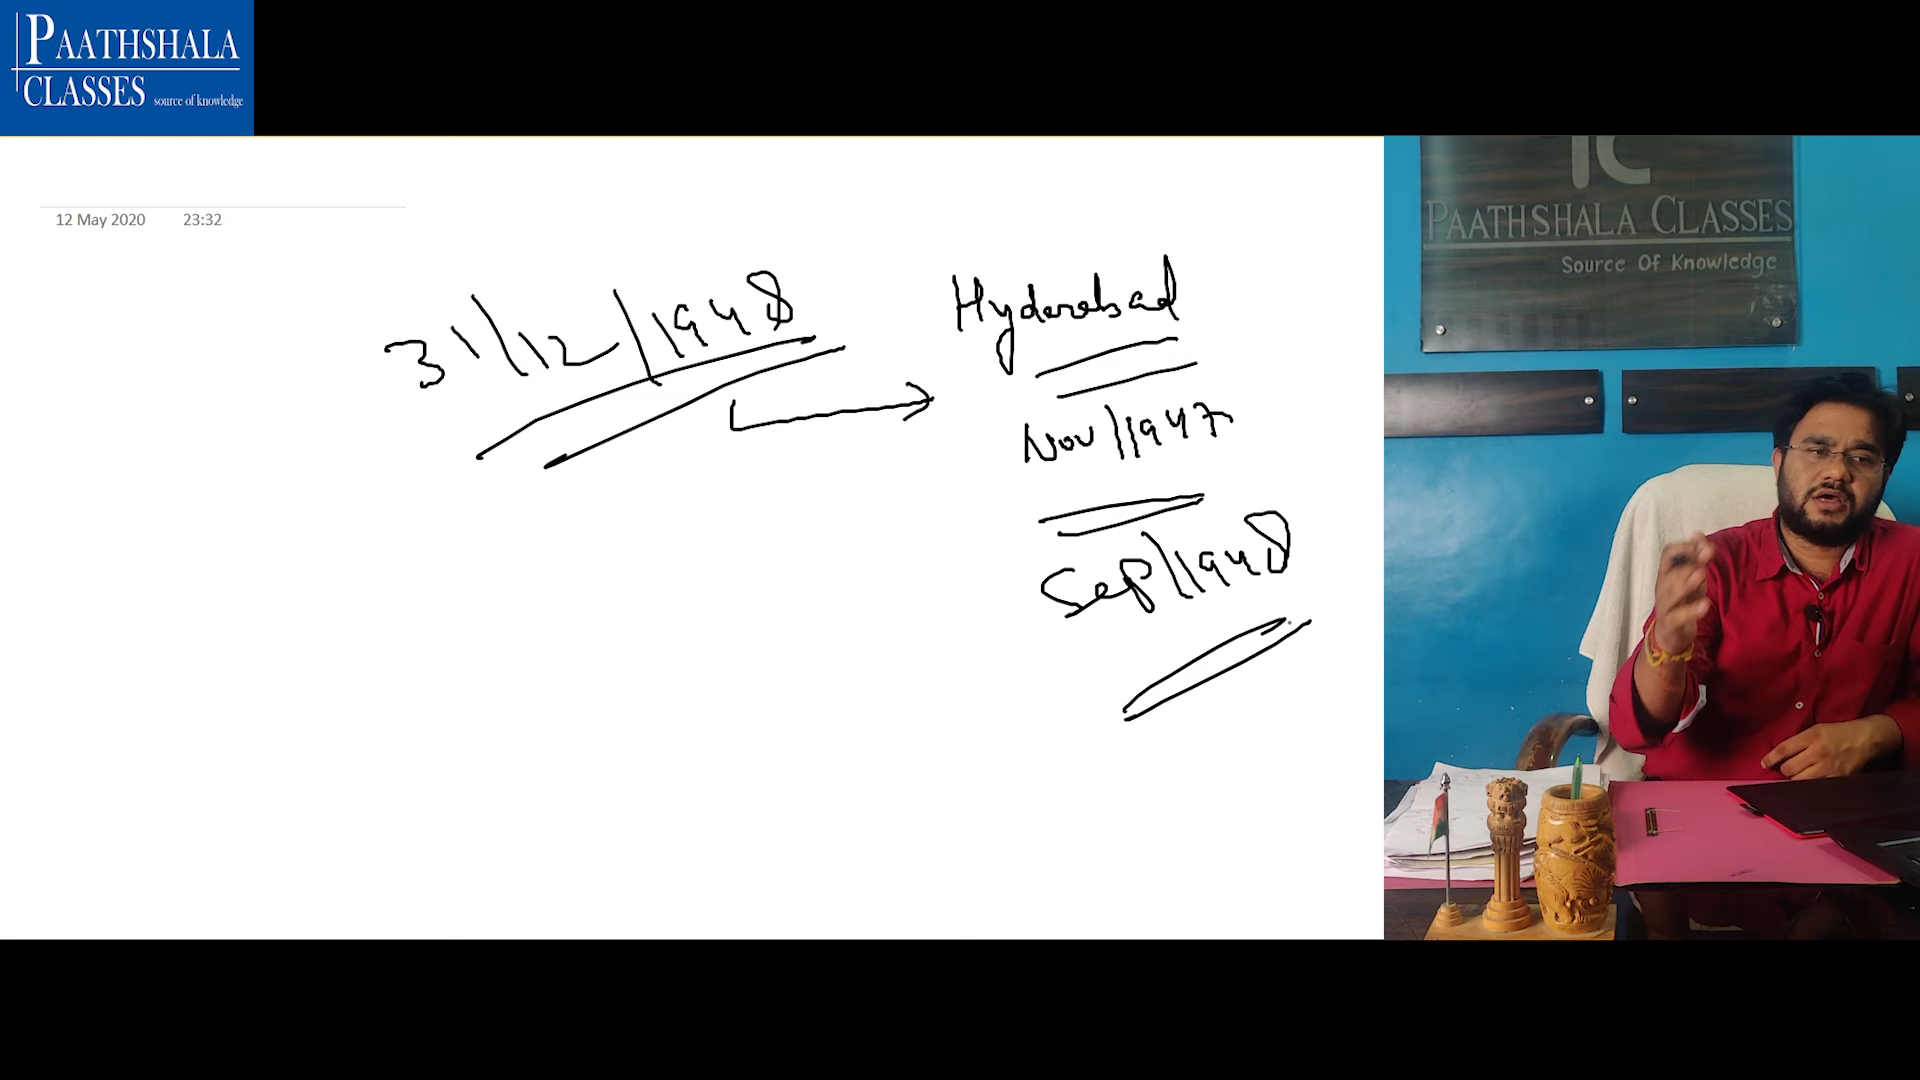 PAATHSHALA
CLASSES source of knowledge
12 May 2020 23:32
31/12/1948
Hyderabad
Nov/1947
Sep/1948
PAATHSHALA CLASSES
Source Of Knowledge